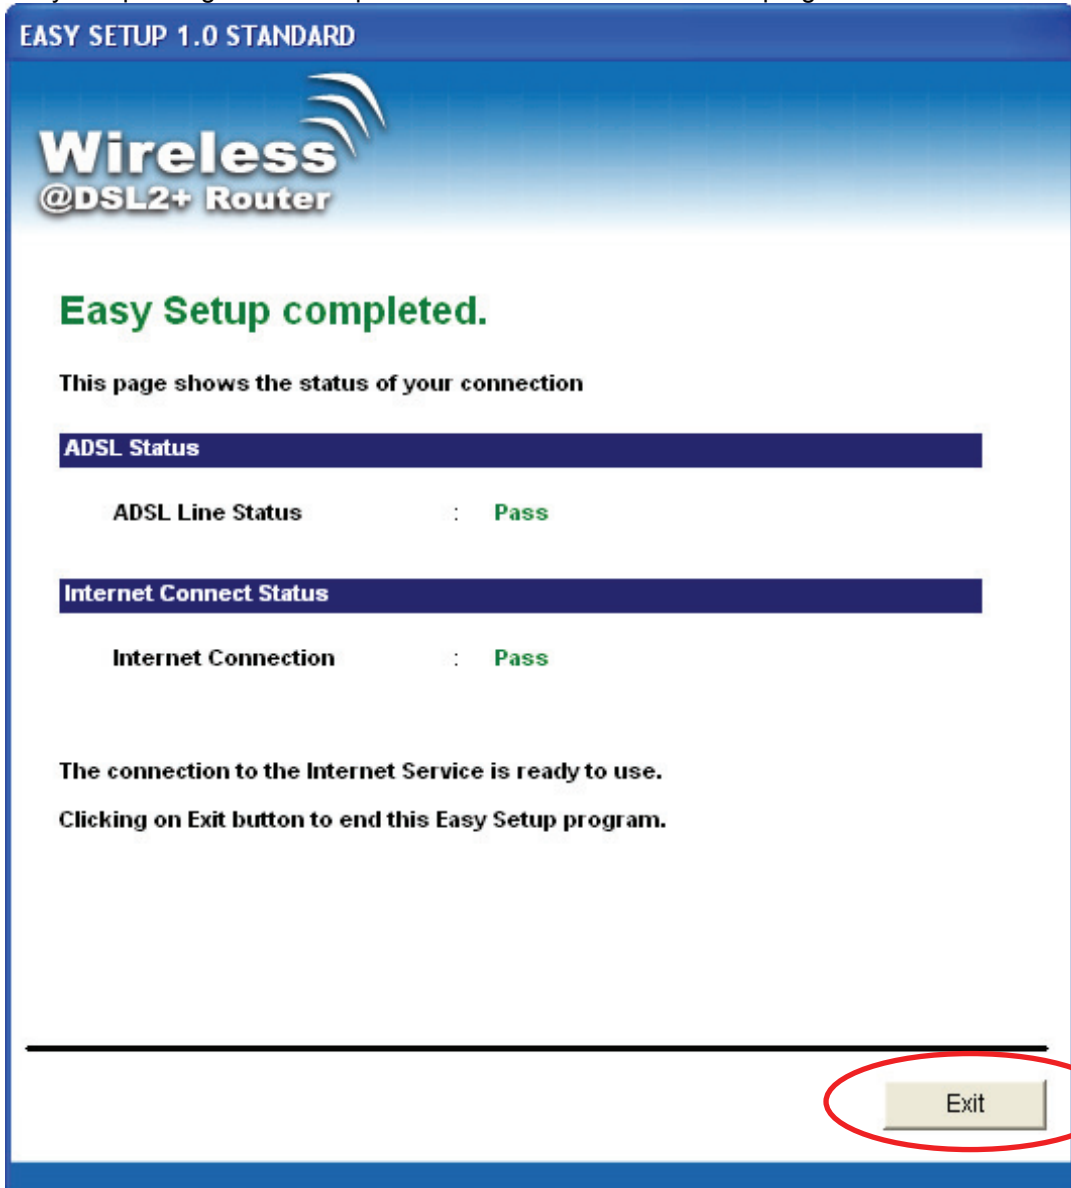 EASY SETUP 1.0 STANDARD
Wireless
@DSL2+ Router
Easy Setup completed.
This page shows the status of your connection
ADSL Status
ADSL Line Status : Pass
Internet Connect Status
Internet Connection : Pass
The connection to the Internet Service is ready to use.
Clicking on Exit button to end this Easy Setup program.
Exit